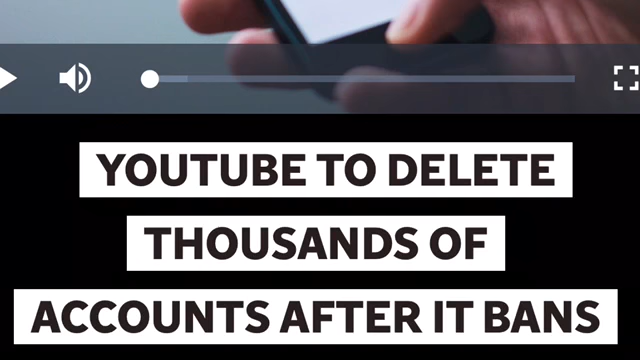 YOUTUBE TO DELETE
THOUSANDS OF
ACCOUNTS AFTER IT BANS